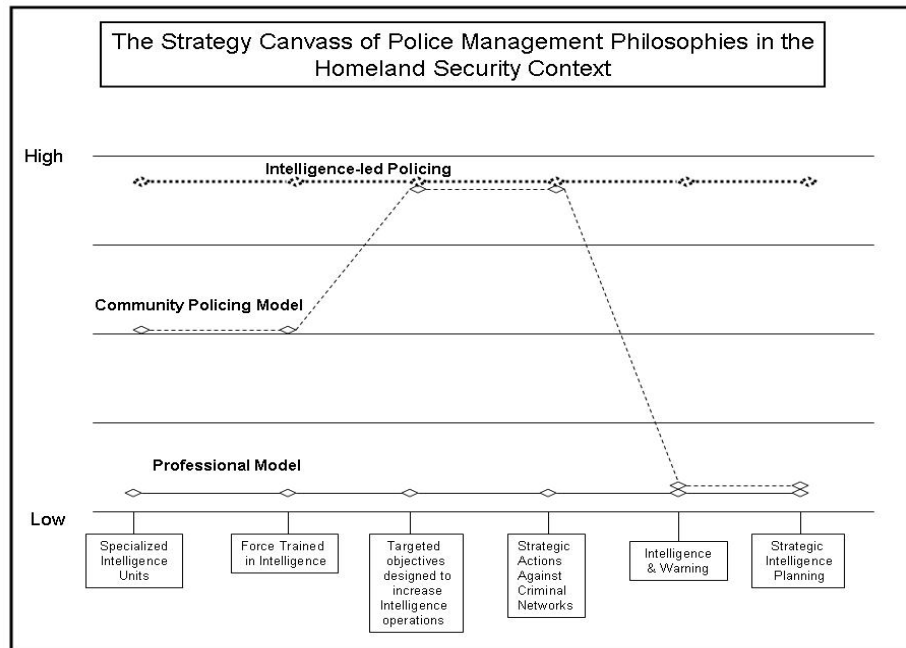 The Strategy Canvass of Police Management Philosophies in the
Homeland Security Context
High
Intelligence-led Policing
Community Policing Model
Professional Model
Low
Specialized
Intelligence
Units
Force Trained
in Intelligence
Targeted
objectives
designed to
increase
Intelligence
operations
Strategic
Actions
Against
Criminal
Networks
Intelligence
& Warning
Strategic
Intelligence
Planning